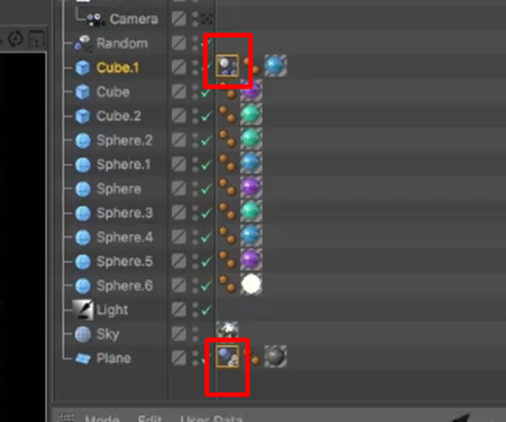 Camera
Random
Cube.1
Cube
Cube.2
Sphere.2
Sphere.1
Sphere
Sphere.3
Sphere.4
Sphere.5
Sphere.6
Light
Sky
Plane
Mode Edit User Data